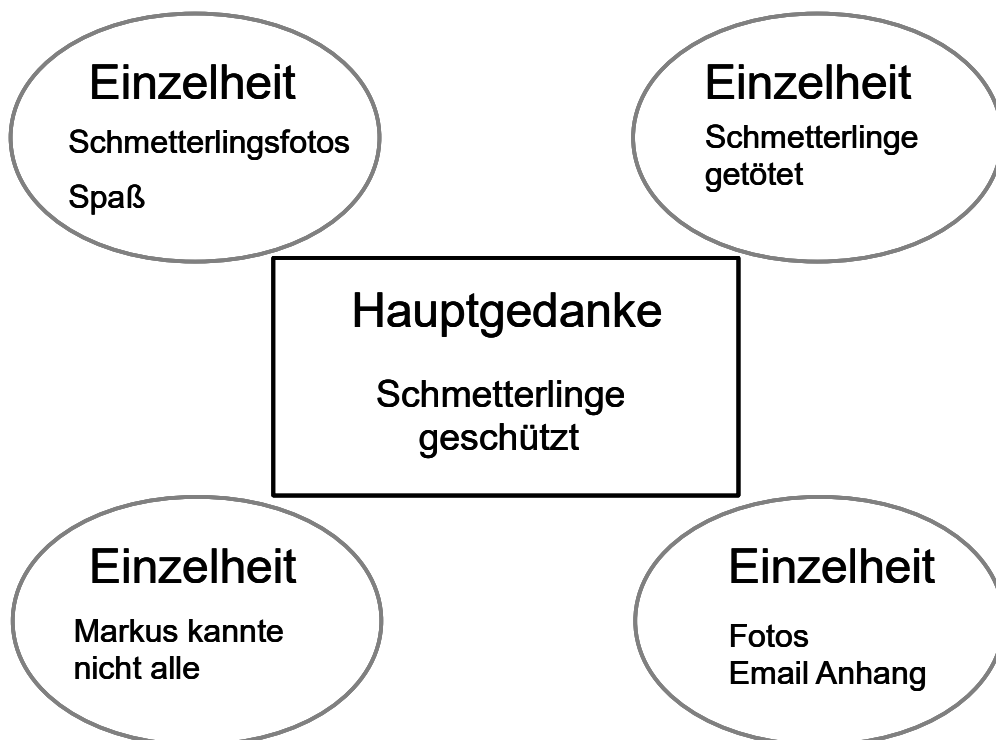 Einzelheit
Schmetterlingsfotos
Spaß
Einzelheit
Schmetterlinge
getötet
Hauptgedanke
Schmetterlinge
geschützt
Einzelheit
Markus kannte
nicht alle
Einzelheit
Fotos
Email Anhang